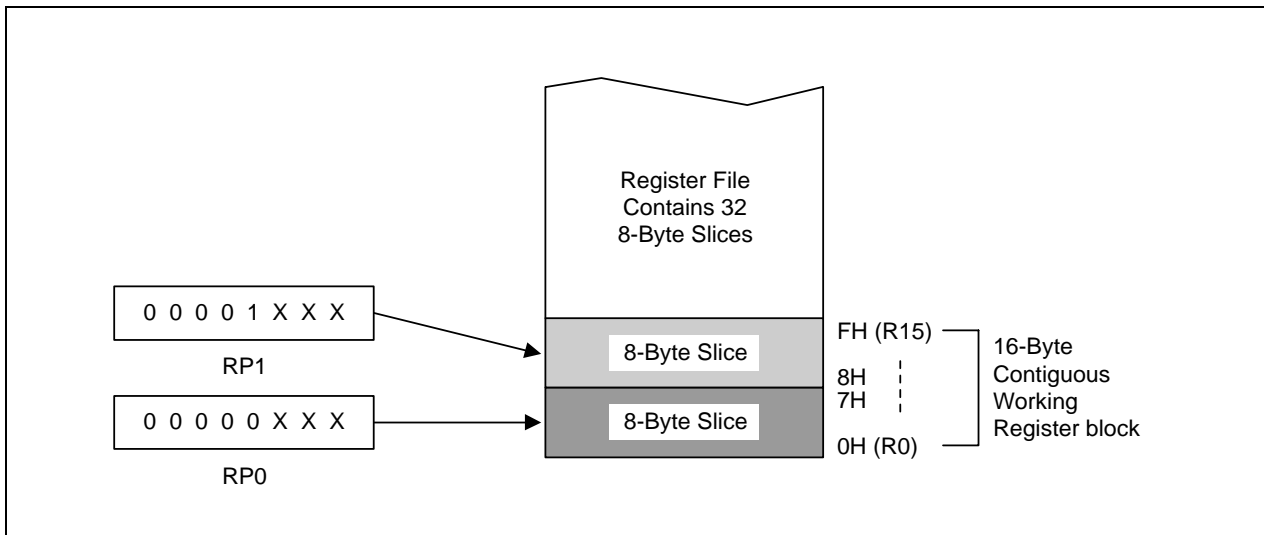 Register File
Contains 32
8-Byte Slices
0 0 0 0 1 X X X
RP1
0 0 0 0 0 X X X
RP0
8-Byte Slice
8-Byte Slice
FH (R15)
8H
7H
0H (R0)
16-Byte
Contiguous
Working
Register block